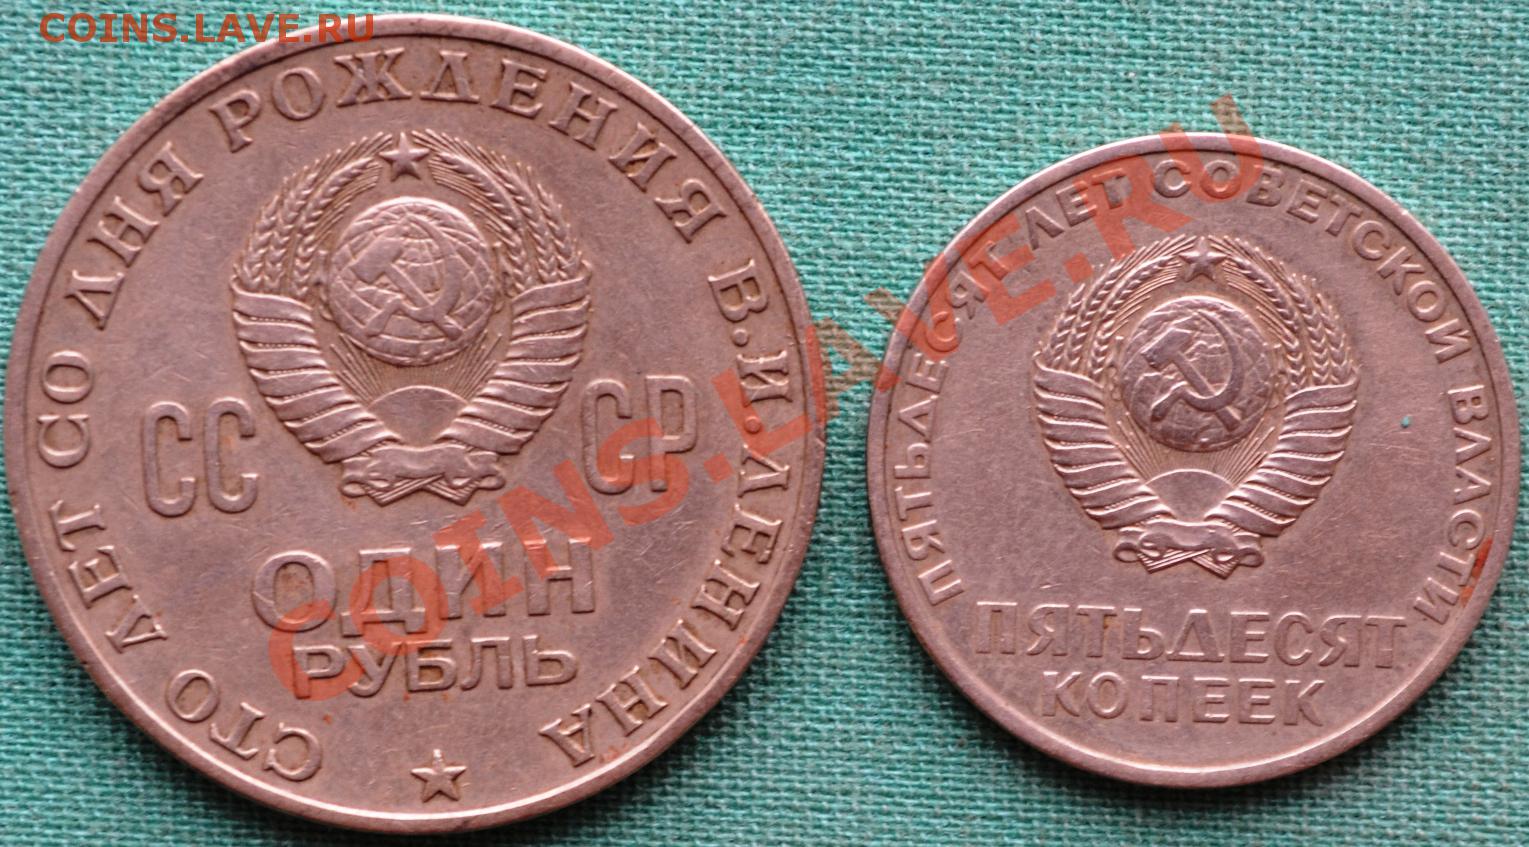 COINS.LAVE.RU
СТО ЛЕТ СО ДНЯ РОЖДЕНИЯ В.И.ЛЕНИНА
СС СР
ОДИН
РУБЛЬ
ПЯТЬДЕСЯТ ЛЕТ СОВЕТСКОЙ ВЛАСТИ
ПЯТЬДЕСЯТ
КОПЕЕК
COINS.LAVE.RU